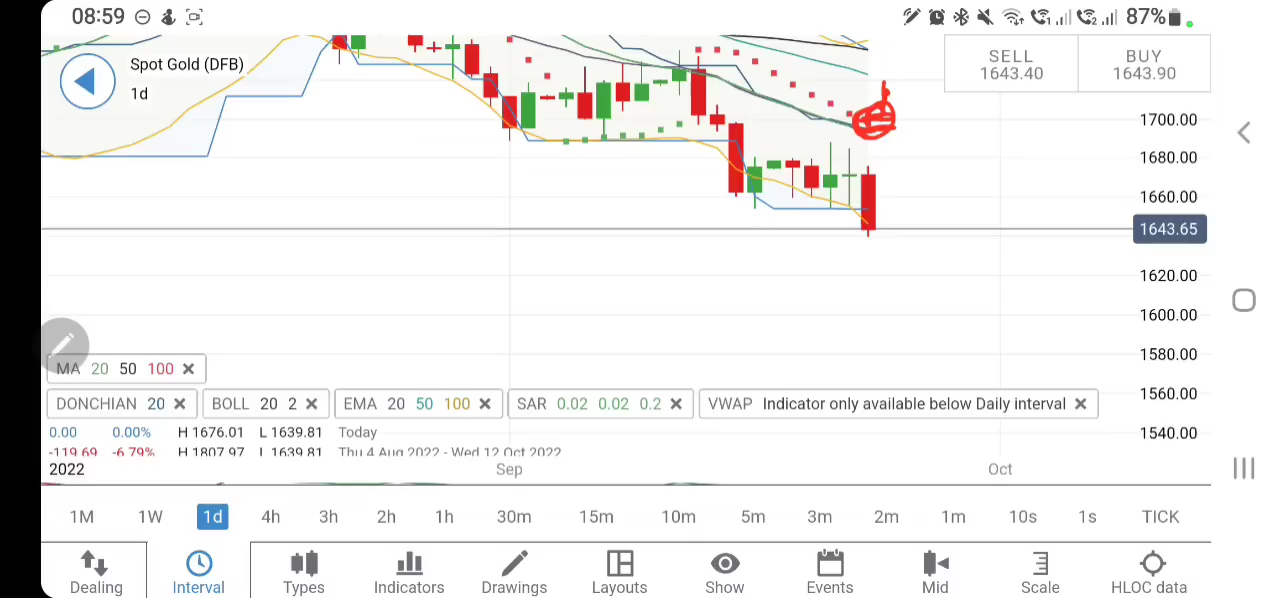 08:59 87%
Spot Gold (DFB)
1d
SELL BUY
1643.40 1643.90
1700.00
1680.00
1660.00
1643.65
1620.00
1600.00
1580.00
1560.00
1540.00
MA 20 50 100
DONCHIAN 20 BOLL 20 2 EMA 20 50 100 SAR 0.02 0.02 0.2 VWAP Indicator only available below Daily interval
0.00 0.00% H 1676.01 L 1639.81 Today
-119.69 -6.79% H 1807.97 L 1639.81 Thu 4 Aug 2022 - Wed 12 Oct 2022
2022 Sep Oct
1M 1W 1d 4h 3h 2h 1h 30m 15m 10m 5m 3m 2m 1m 10s 1s TICK
Dealing Interval Types Indicators Drawings Layouts Show Events Mid Scale HLOC data